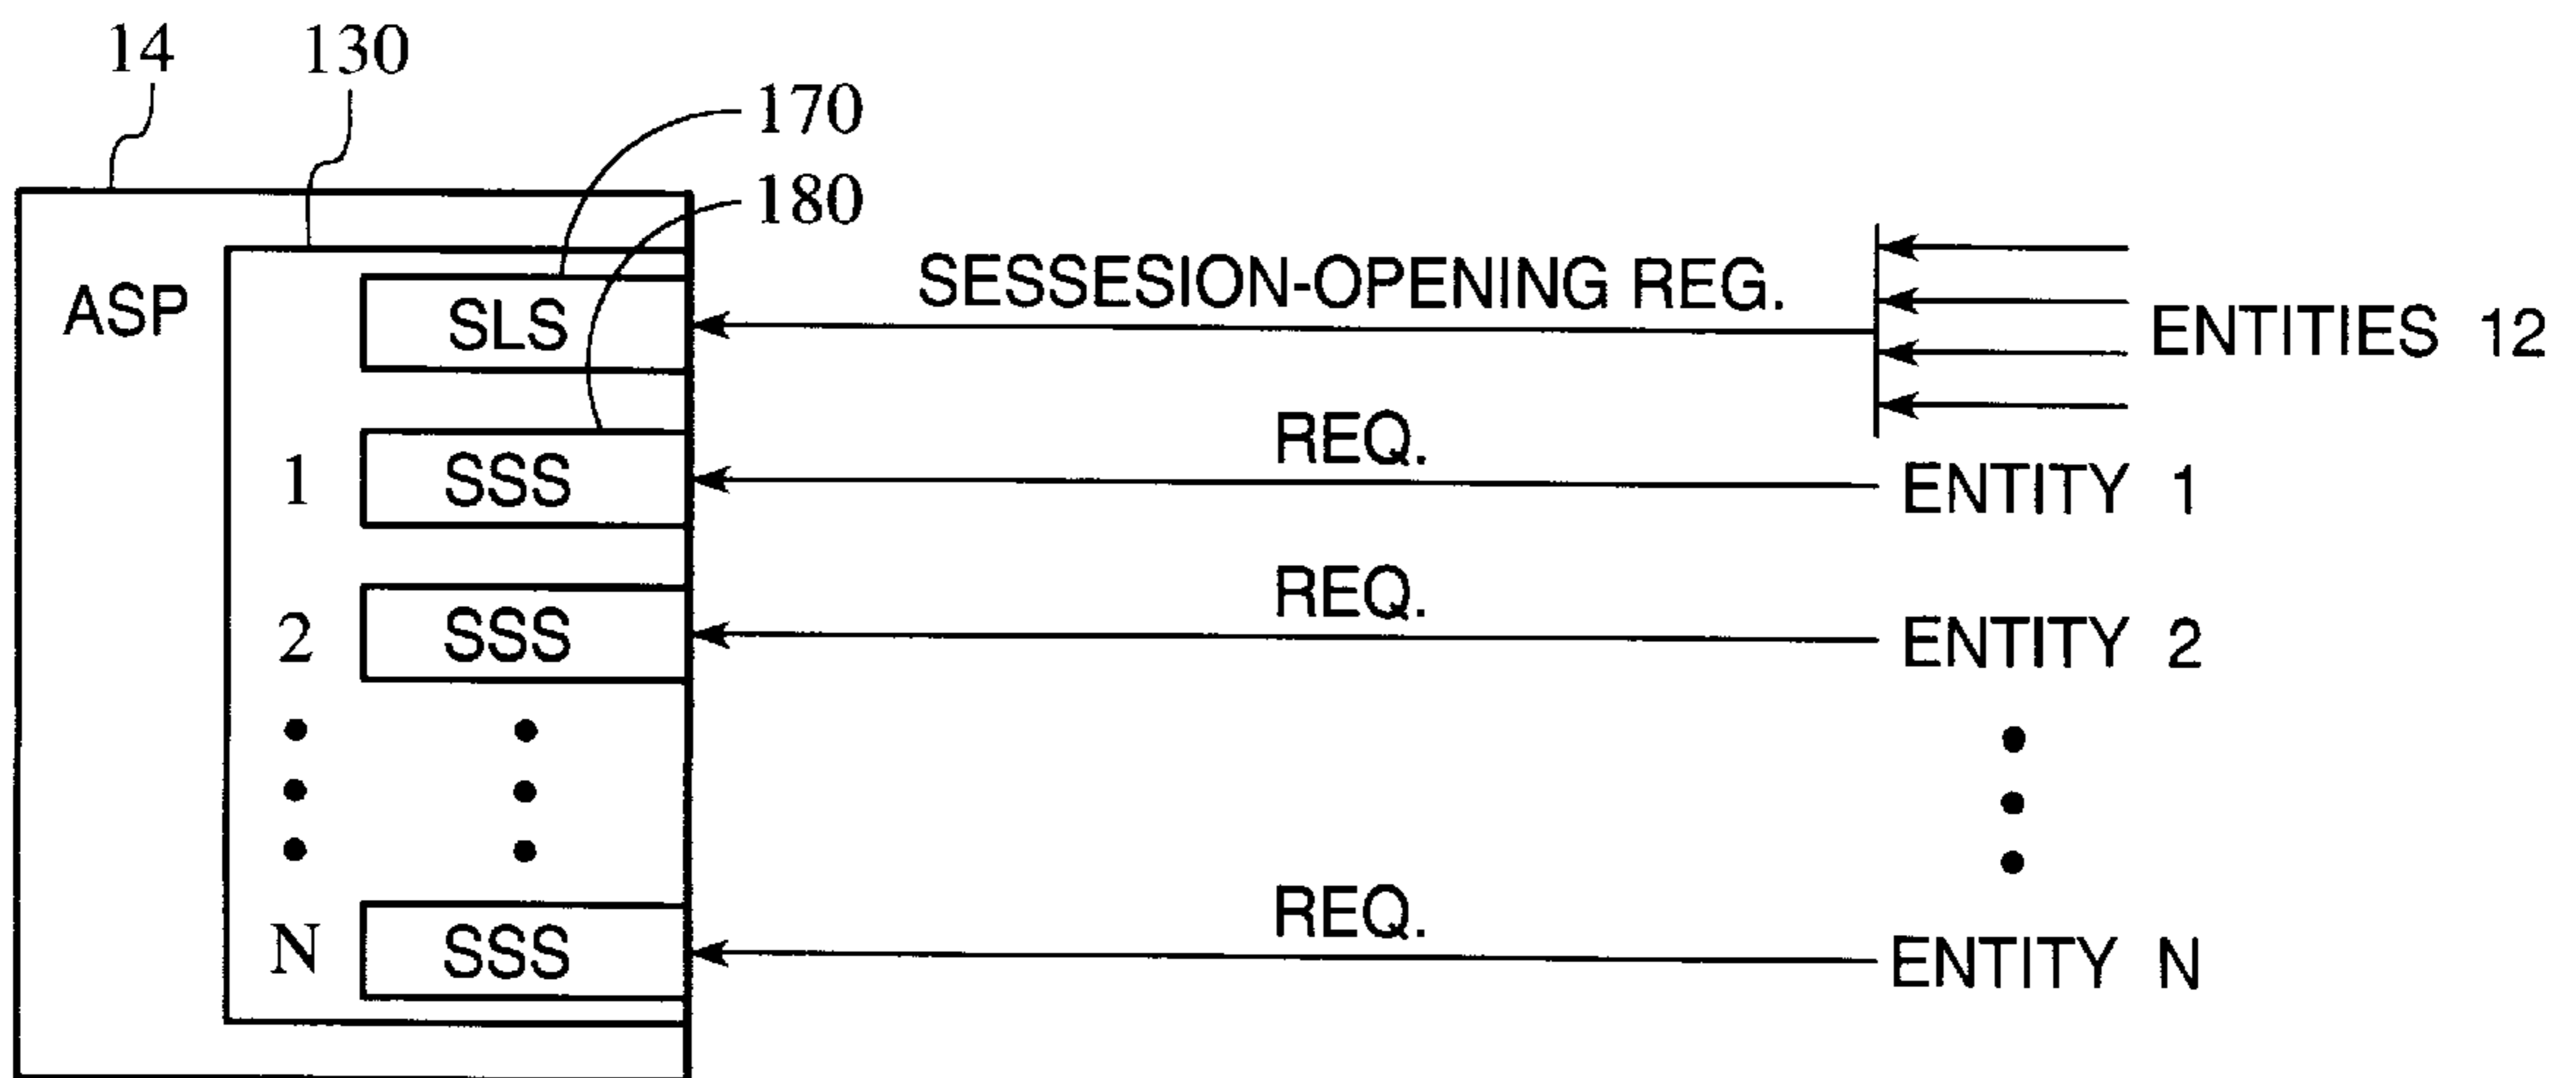 14
130
170
180
ASP
SLS
SESSESION-OPENING REG.
ENTITIES 12
1
SSS
REQ.
ENTITY 1
2
SSS
REQ.
ENTITY 2
N
SSS
REQ.
ENTITY N